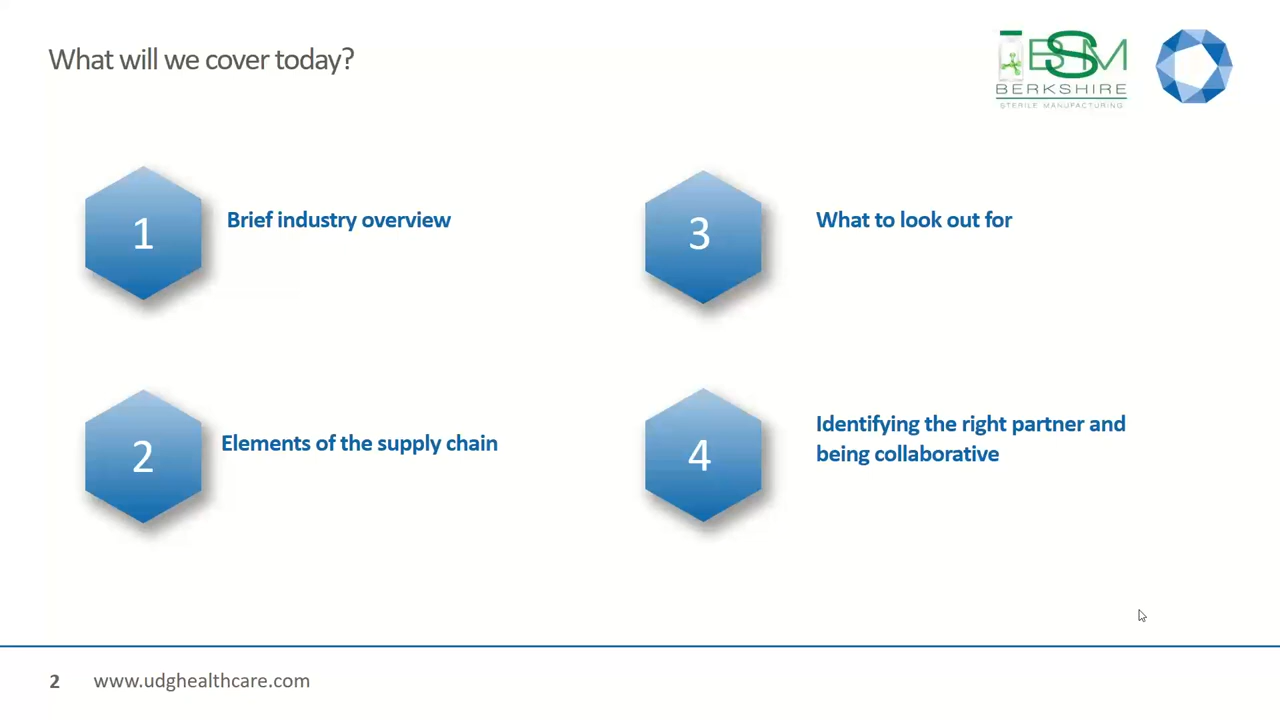 What will we cover today?
BSM
BERKSHIRE
STERILE MANUFACTURING
1
Brief industry overview
3
What to look out for
2
Elements of the supply chain
4
Identifying the right partner and
being collaborative
2
www.udghealthcare.com